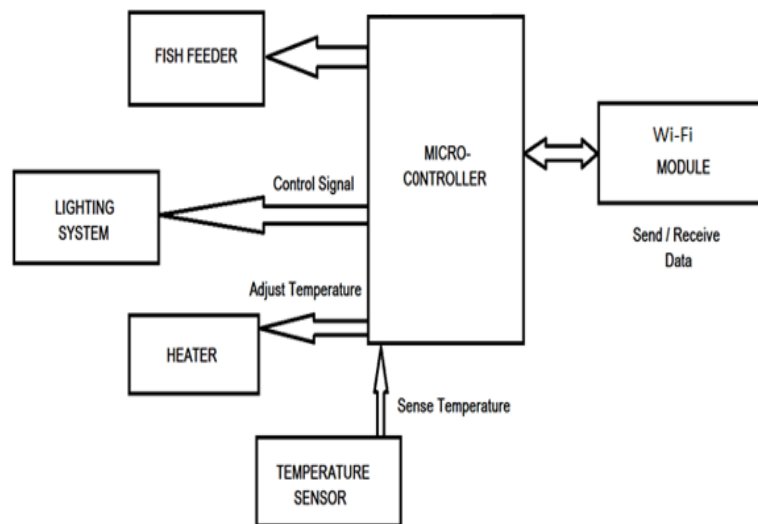 FISH FEEDER
MICRO-
CONTROLLER
Wi-Fi
MODULE
Control Signal
LIGHTING
SYSTEM
Send / Receive
Data
Adjust Temperature
HEATER
Sense Temperature
TEMPERATURE
SENSOR